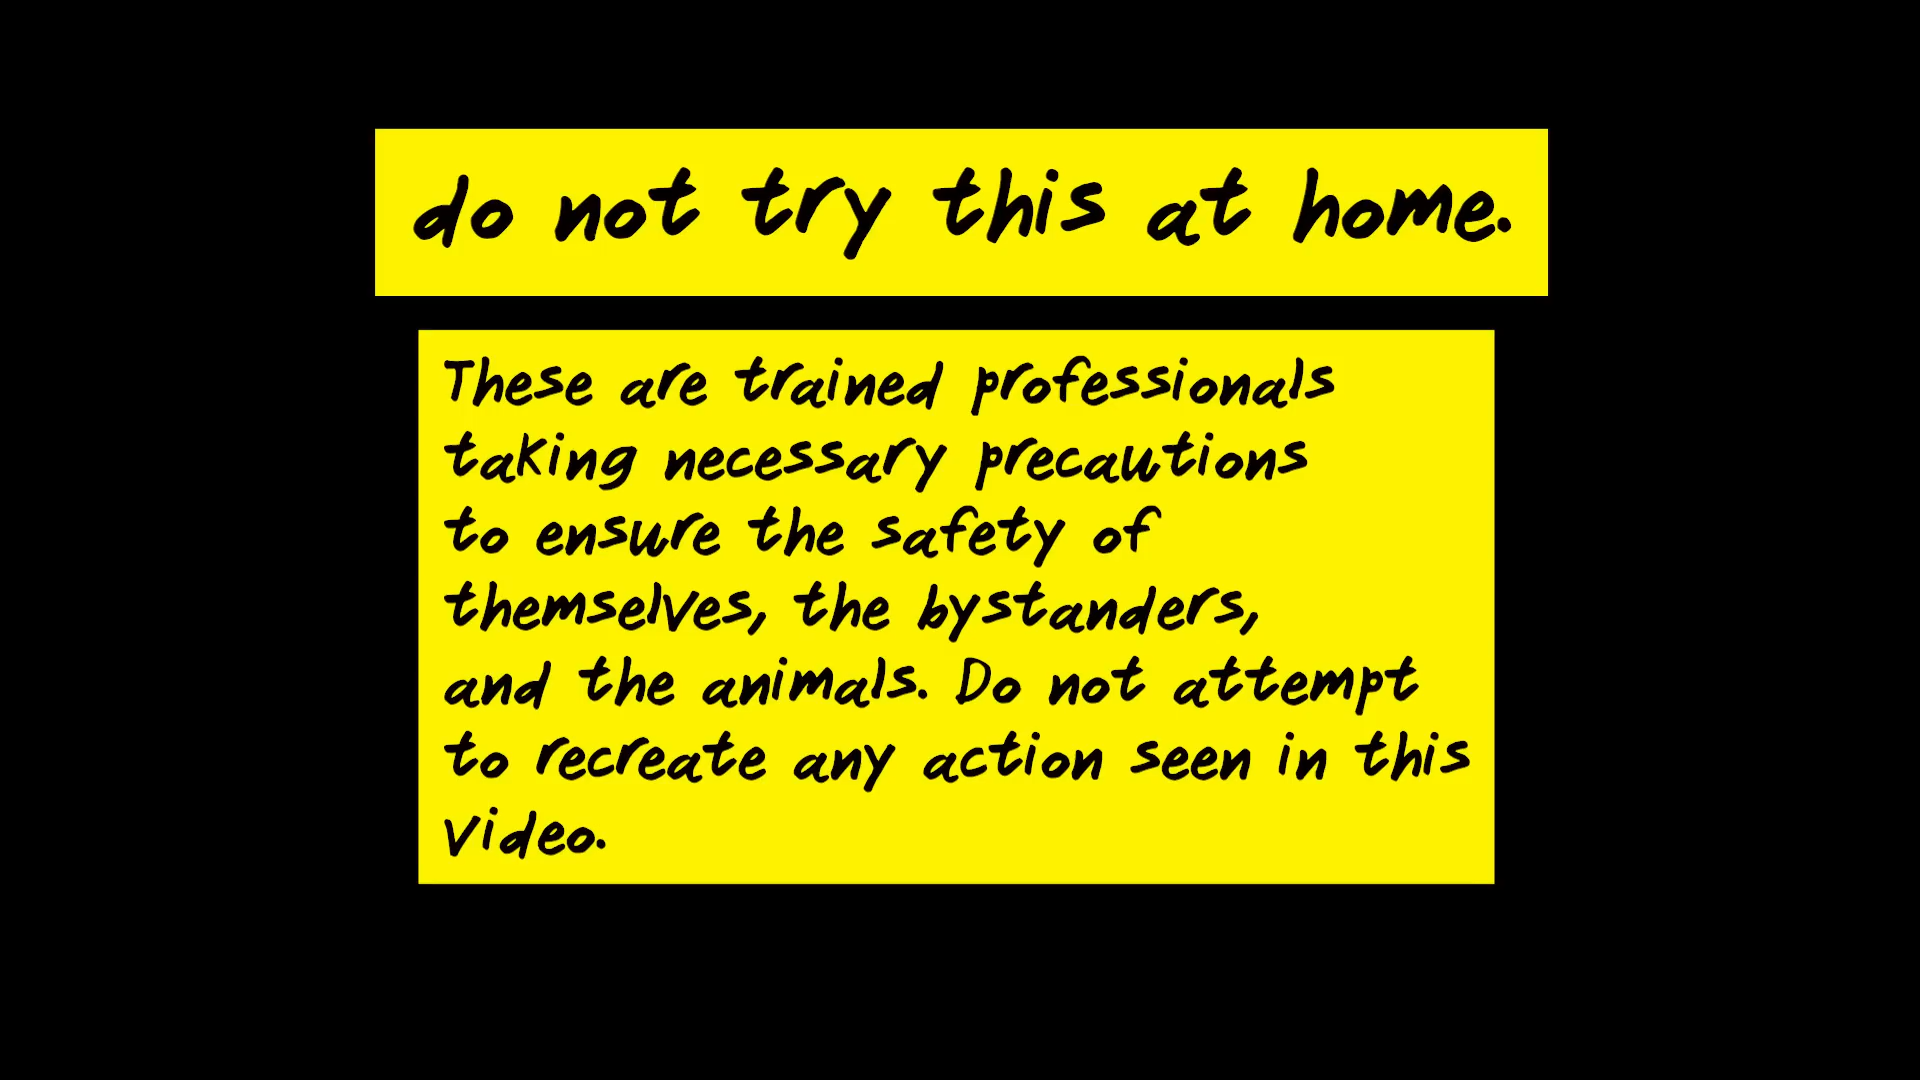 do not try this at home.
These are trained professionals
taking necessary precautions
to ensure the safety of
themselves, the bystanders,
and the animals. Do not attempt
to recreate any action seen in this
video.